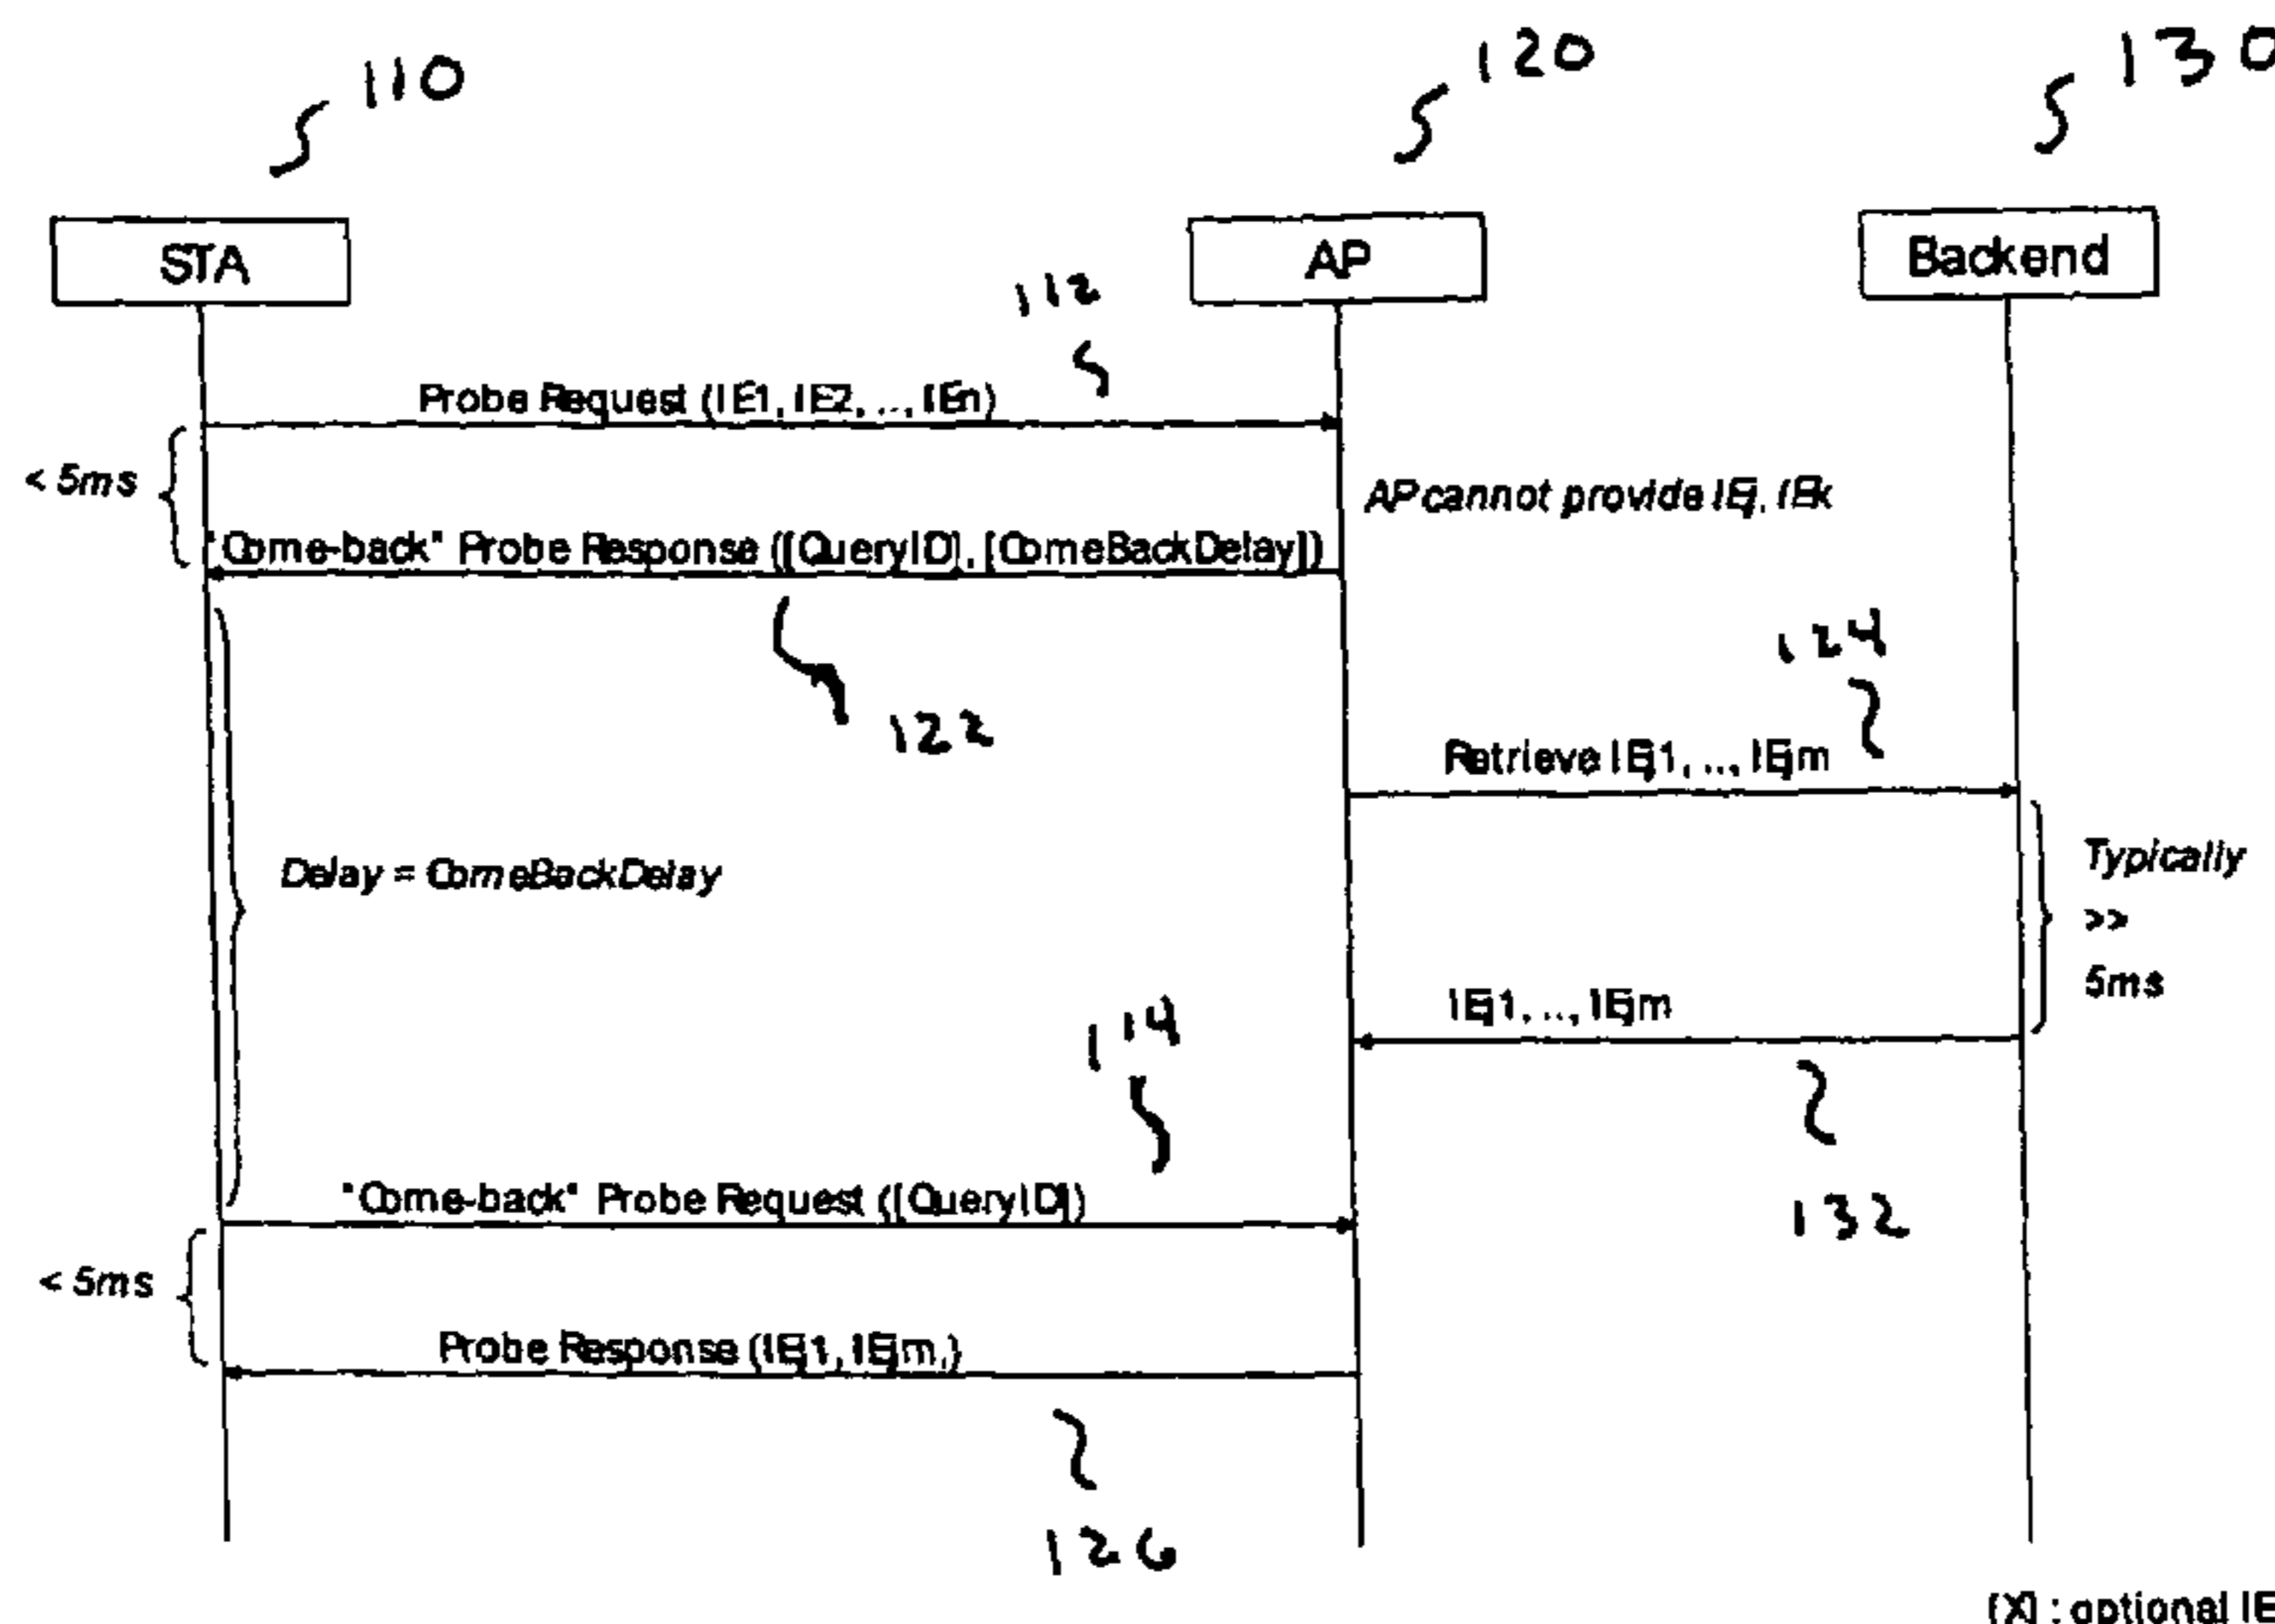 110
120
130
STA
AP
Backend
112
Probe Request (IE1, IE2, ..., IEn)
< 5ms
AP cannot provide IEj, IEk
"Come-back" Probe Response ([QueryID], [ComeBackDelay])
124
122
Retrieve IEj1, .., IEjm
Delay = ComeBackDelay
Typically
>>
5ms
IEj1, .., IEjm
114
"Come-back" Probe Request ([QueryID])
132
< 5ms
Probe Response (IEj1, IEjm,)
126
[X] : optional IE